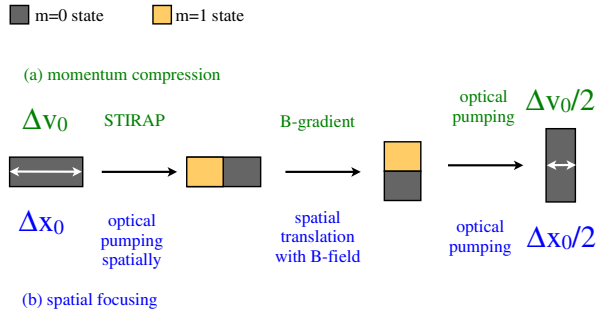 m=0 state
m=1 state
(a) momentum compression
Δv0
STIRAP
B-gradient
optical
pumping
Δv0/2
Δx0
optical
pumping
spatially
spatial
translation
with B-field
optical
pumping
Δx0/2
(b) spatial focusing